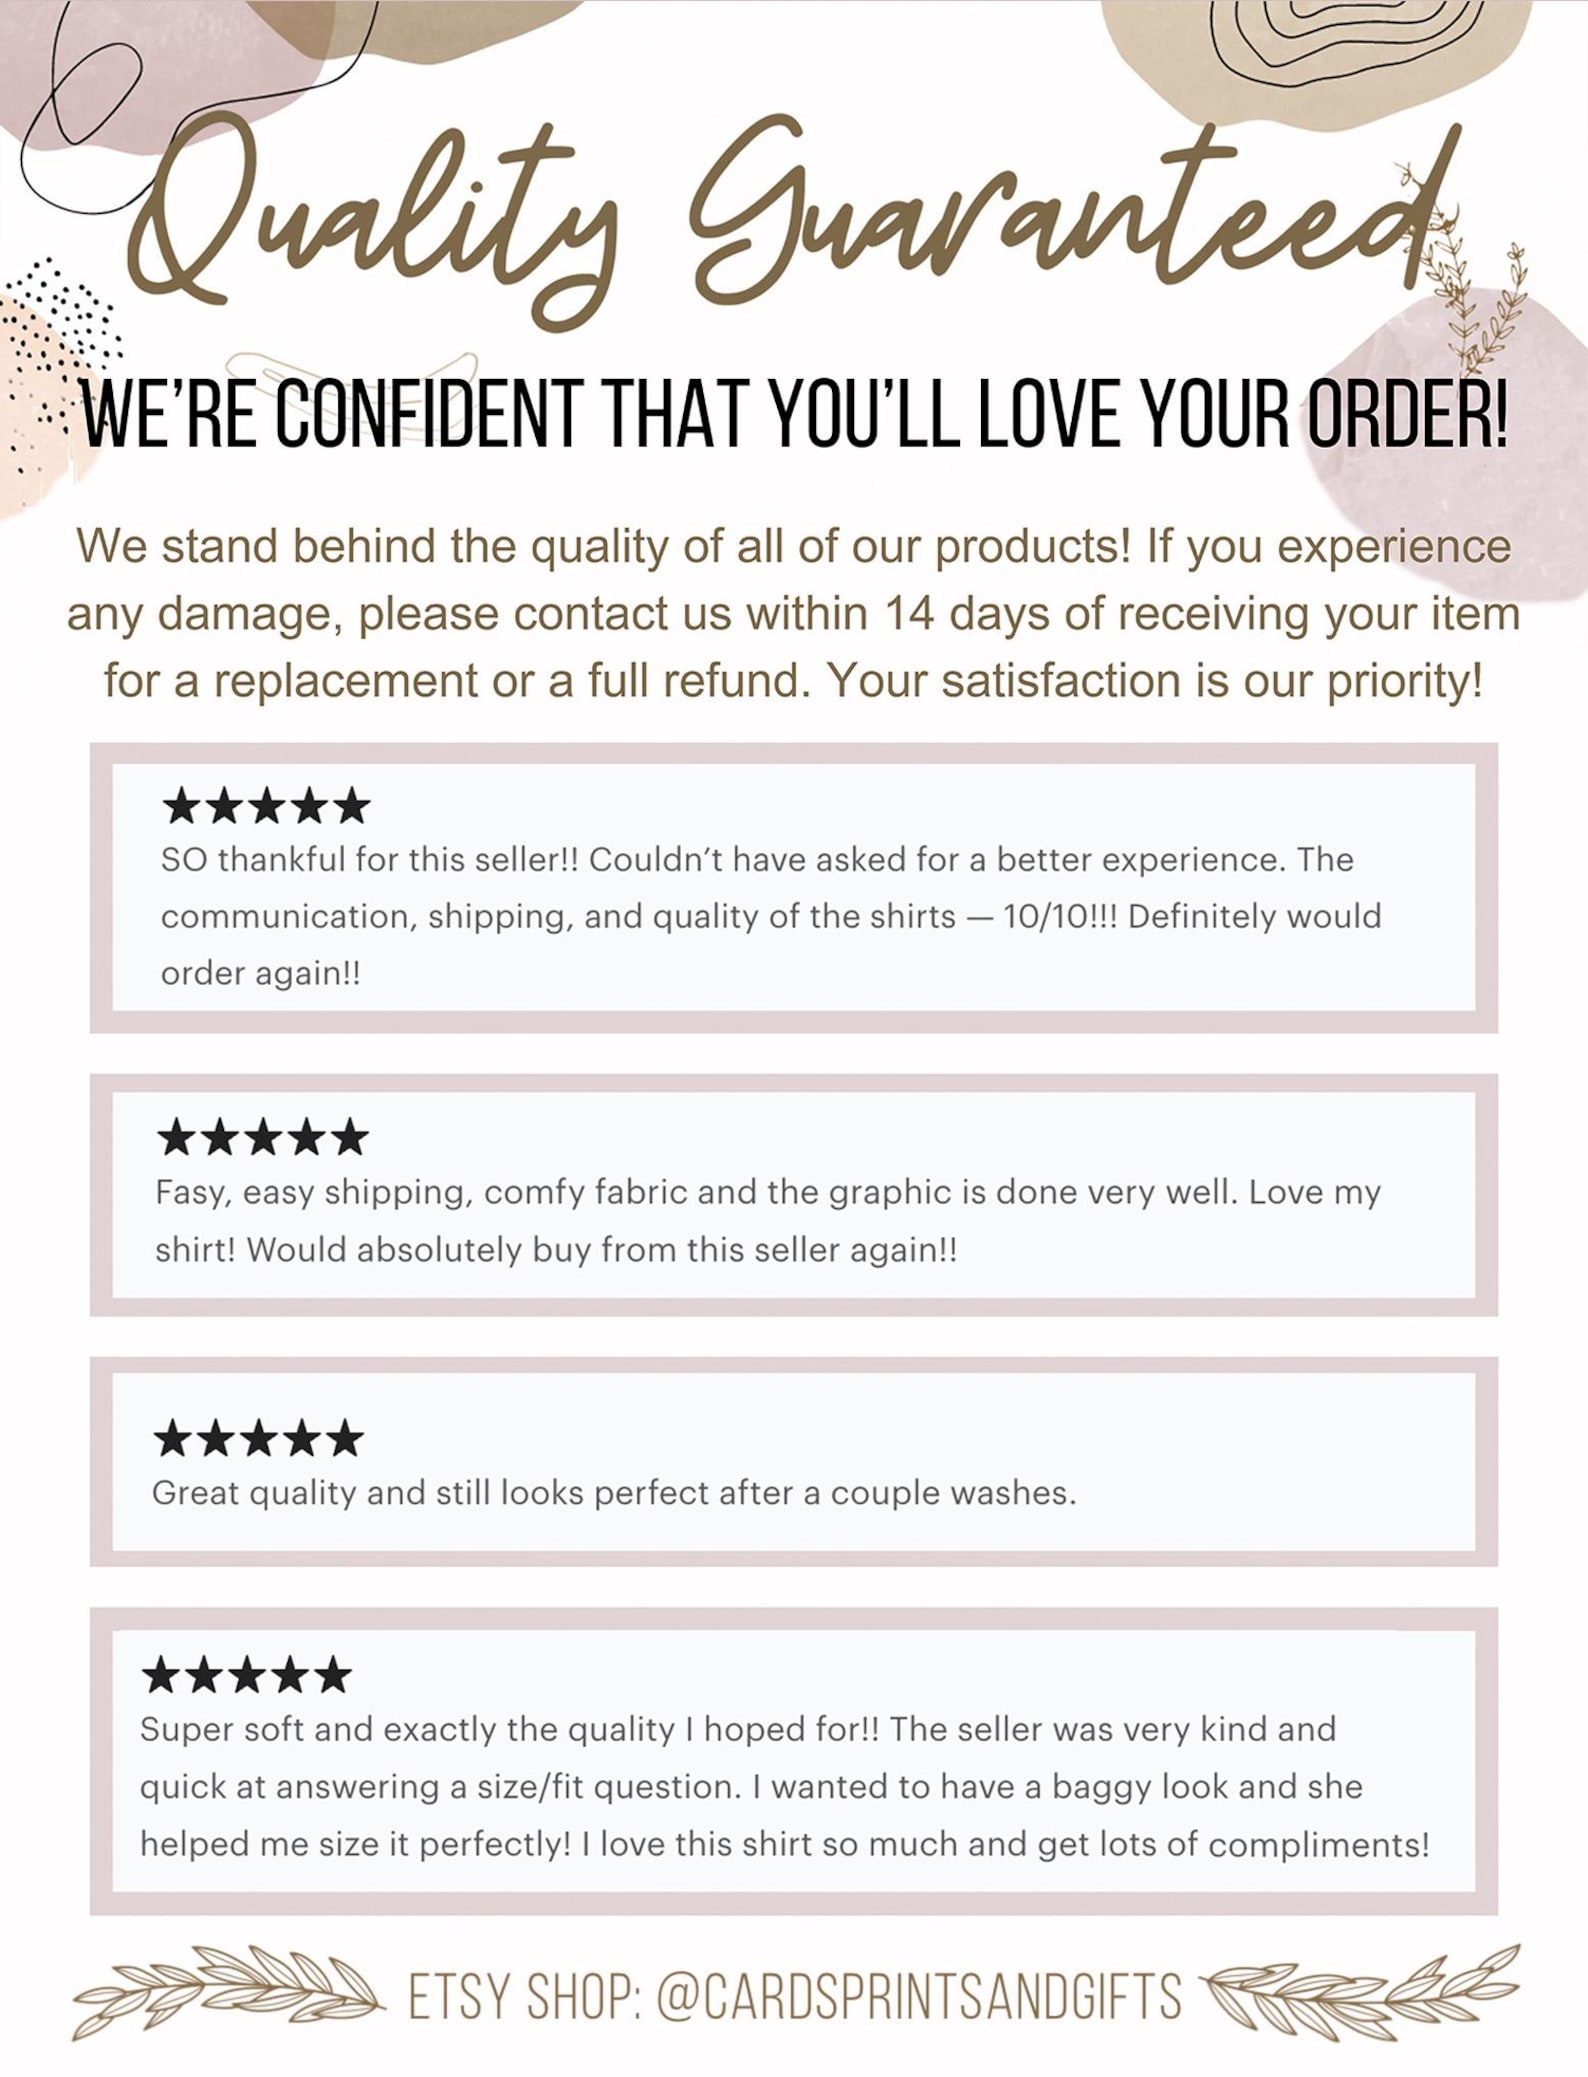 Quality Guaranteed
WE’RE CONFIDENT THAT YOU’LL LOVE YOUR ORDER!
We stand behind the quality of all of our products! If you experience
any damage, please contact us within 14 days of receiving your item
for a replacement or a full refund. Your satisfaction is our priority!
★★★★★
SO thankful for this seller!! Couldn’t have asked for a better experience. The
communication, shipping, and quality of the shirts — 10/10!!! Definitely would
order again!!
★★★★★
Fasy, easy shipping, comfy fabric and the graphic is done very well. Love my
shirt! Would absolutely buy from this seller again!!
★★★★★
Great quality and still looks perfect after a couple washes.
★★★★★
Super soft and exactly the quality I hoped for!! The seller was very kind and
quick at answering a size/fit question. I wanted to have a baggy look and she
helped me size it perfectly! I love this shirt so much and get lots of compliments!
ETSY SHOP: @CARDSPRINTSANDGIFTS